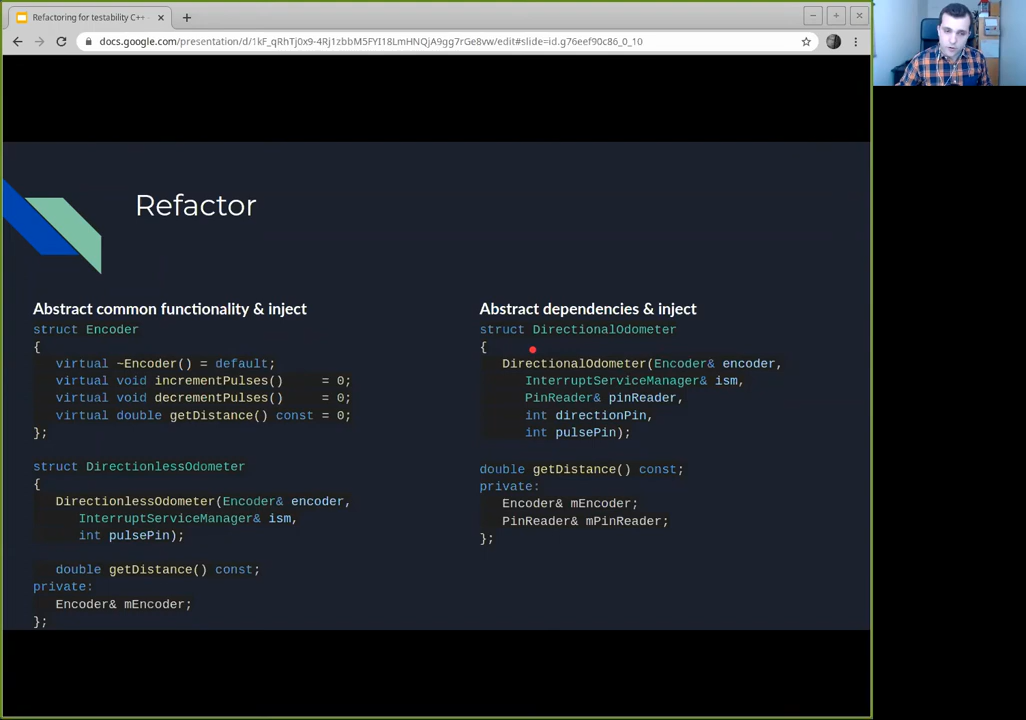 Refactoring for testability C++ -
docs.google.com/presentation/d/1kF_qRhTj0x9-4Rj1zbbM5FYI18LmHNQjA9gg7rGe8vw/edit#slide=id.g76eef90c86_0_10
Refactor
Abstract common functionality & inject
struct Encoder
{
virtual ~Encoder() = default;
virtual void incrementPulses() = 0;
virtual void decrementPulses() = 0;
virtual double getDistance() const = 0;
};
struct DirectionlessOdometer
{
DirectionlessOdometer(Encoder& encoder,
InterruptServiceManager& ism,
int pulsePin);
double getDistance() const;
private:
Encoder& mEncoder;
};
Abstract dependencies & inject
struct DirectionalOdometer
{
DirectionalOdometer(Encoder& encoder,
InterruptServiceManager& ism,
PinReader& pinReader,
int directionPin,
int pulsePin);
double getDistance() const;
private:
Encoder& mEncoder;
PinReader& mPinReader;
};